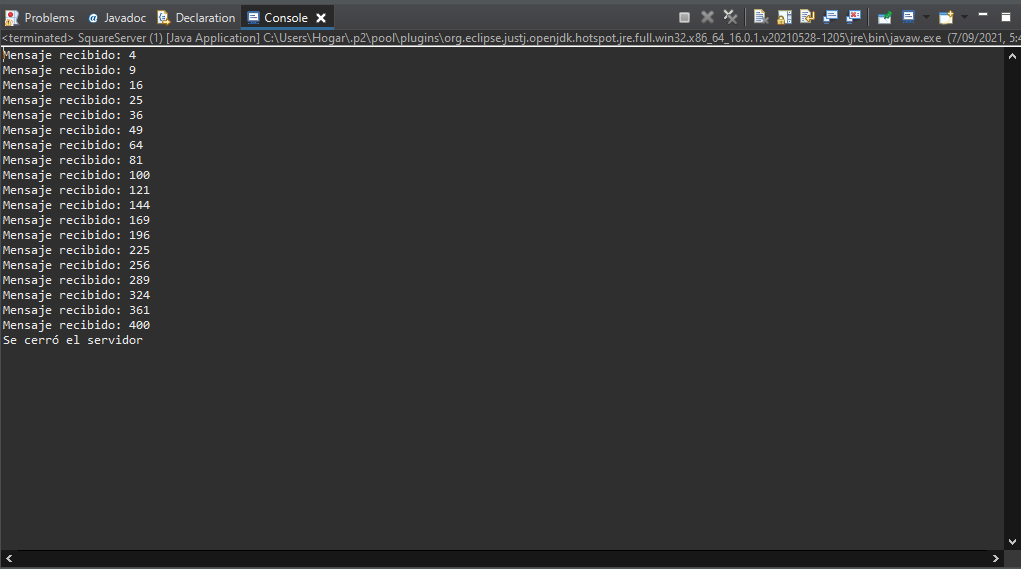 Problems Javadoc Declaration Console
<terminated> SquareServer (1) [Java Application] C:\Users\Hogar\.p2\pool\plugins\org.eclipse.justj.openjdk.hotspot.jre.full.win32.x86_64_16.0.1.v20210528-1205\jre\bin\javaw.exe (7/09/2021, 5:4
Mensaje recibido: 4
Mensaje recibido: 9
Mensaje recibido: 16
Mensaje recibido: 25
Mensaje recibido: 36
Mensaje recibido: 49
Mensaje recibido: 64
Mensaje recibido: 81
Mensaje recibido: 100
Mensaje recibido: 121
Mensaje recibido: 144
Mensaje recibido: 169
Mensaje recibido: 196
Mensaje recibido: 225
Mensaje recibido: 256
Mensaje recibido: 289
Mensaje recibido: 324
Mensaje recibido: 361
Mensaje recibido: 400
Se cerró el servidor